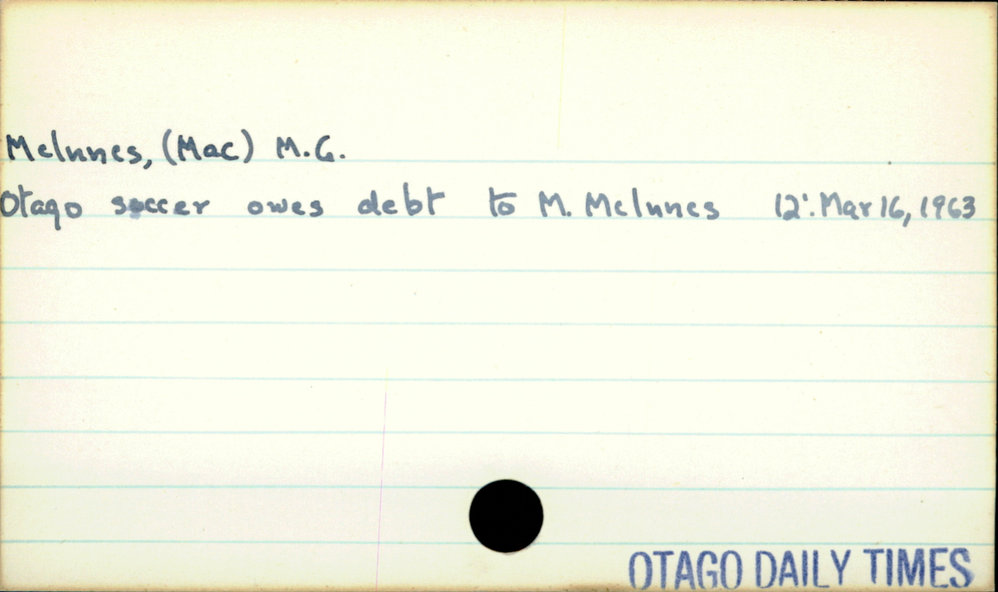 McInnes, (Mac) M.G.
Otago soccer owes debt to M. McInnes 12:. Mar 16, 1963
OTAGO DAILY TIMES